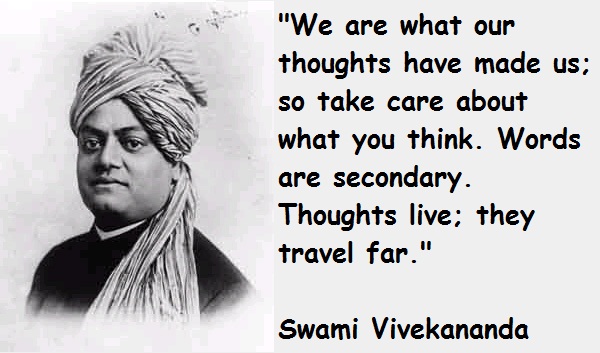 "We are what our
thoughts have made us;
so take care about
what you think. Words
are secondary.
Thoughts live; they
travel far."
Swami Vivekananda